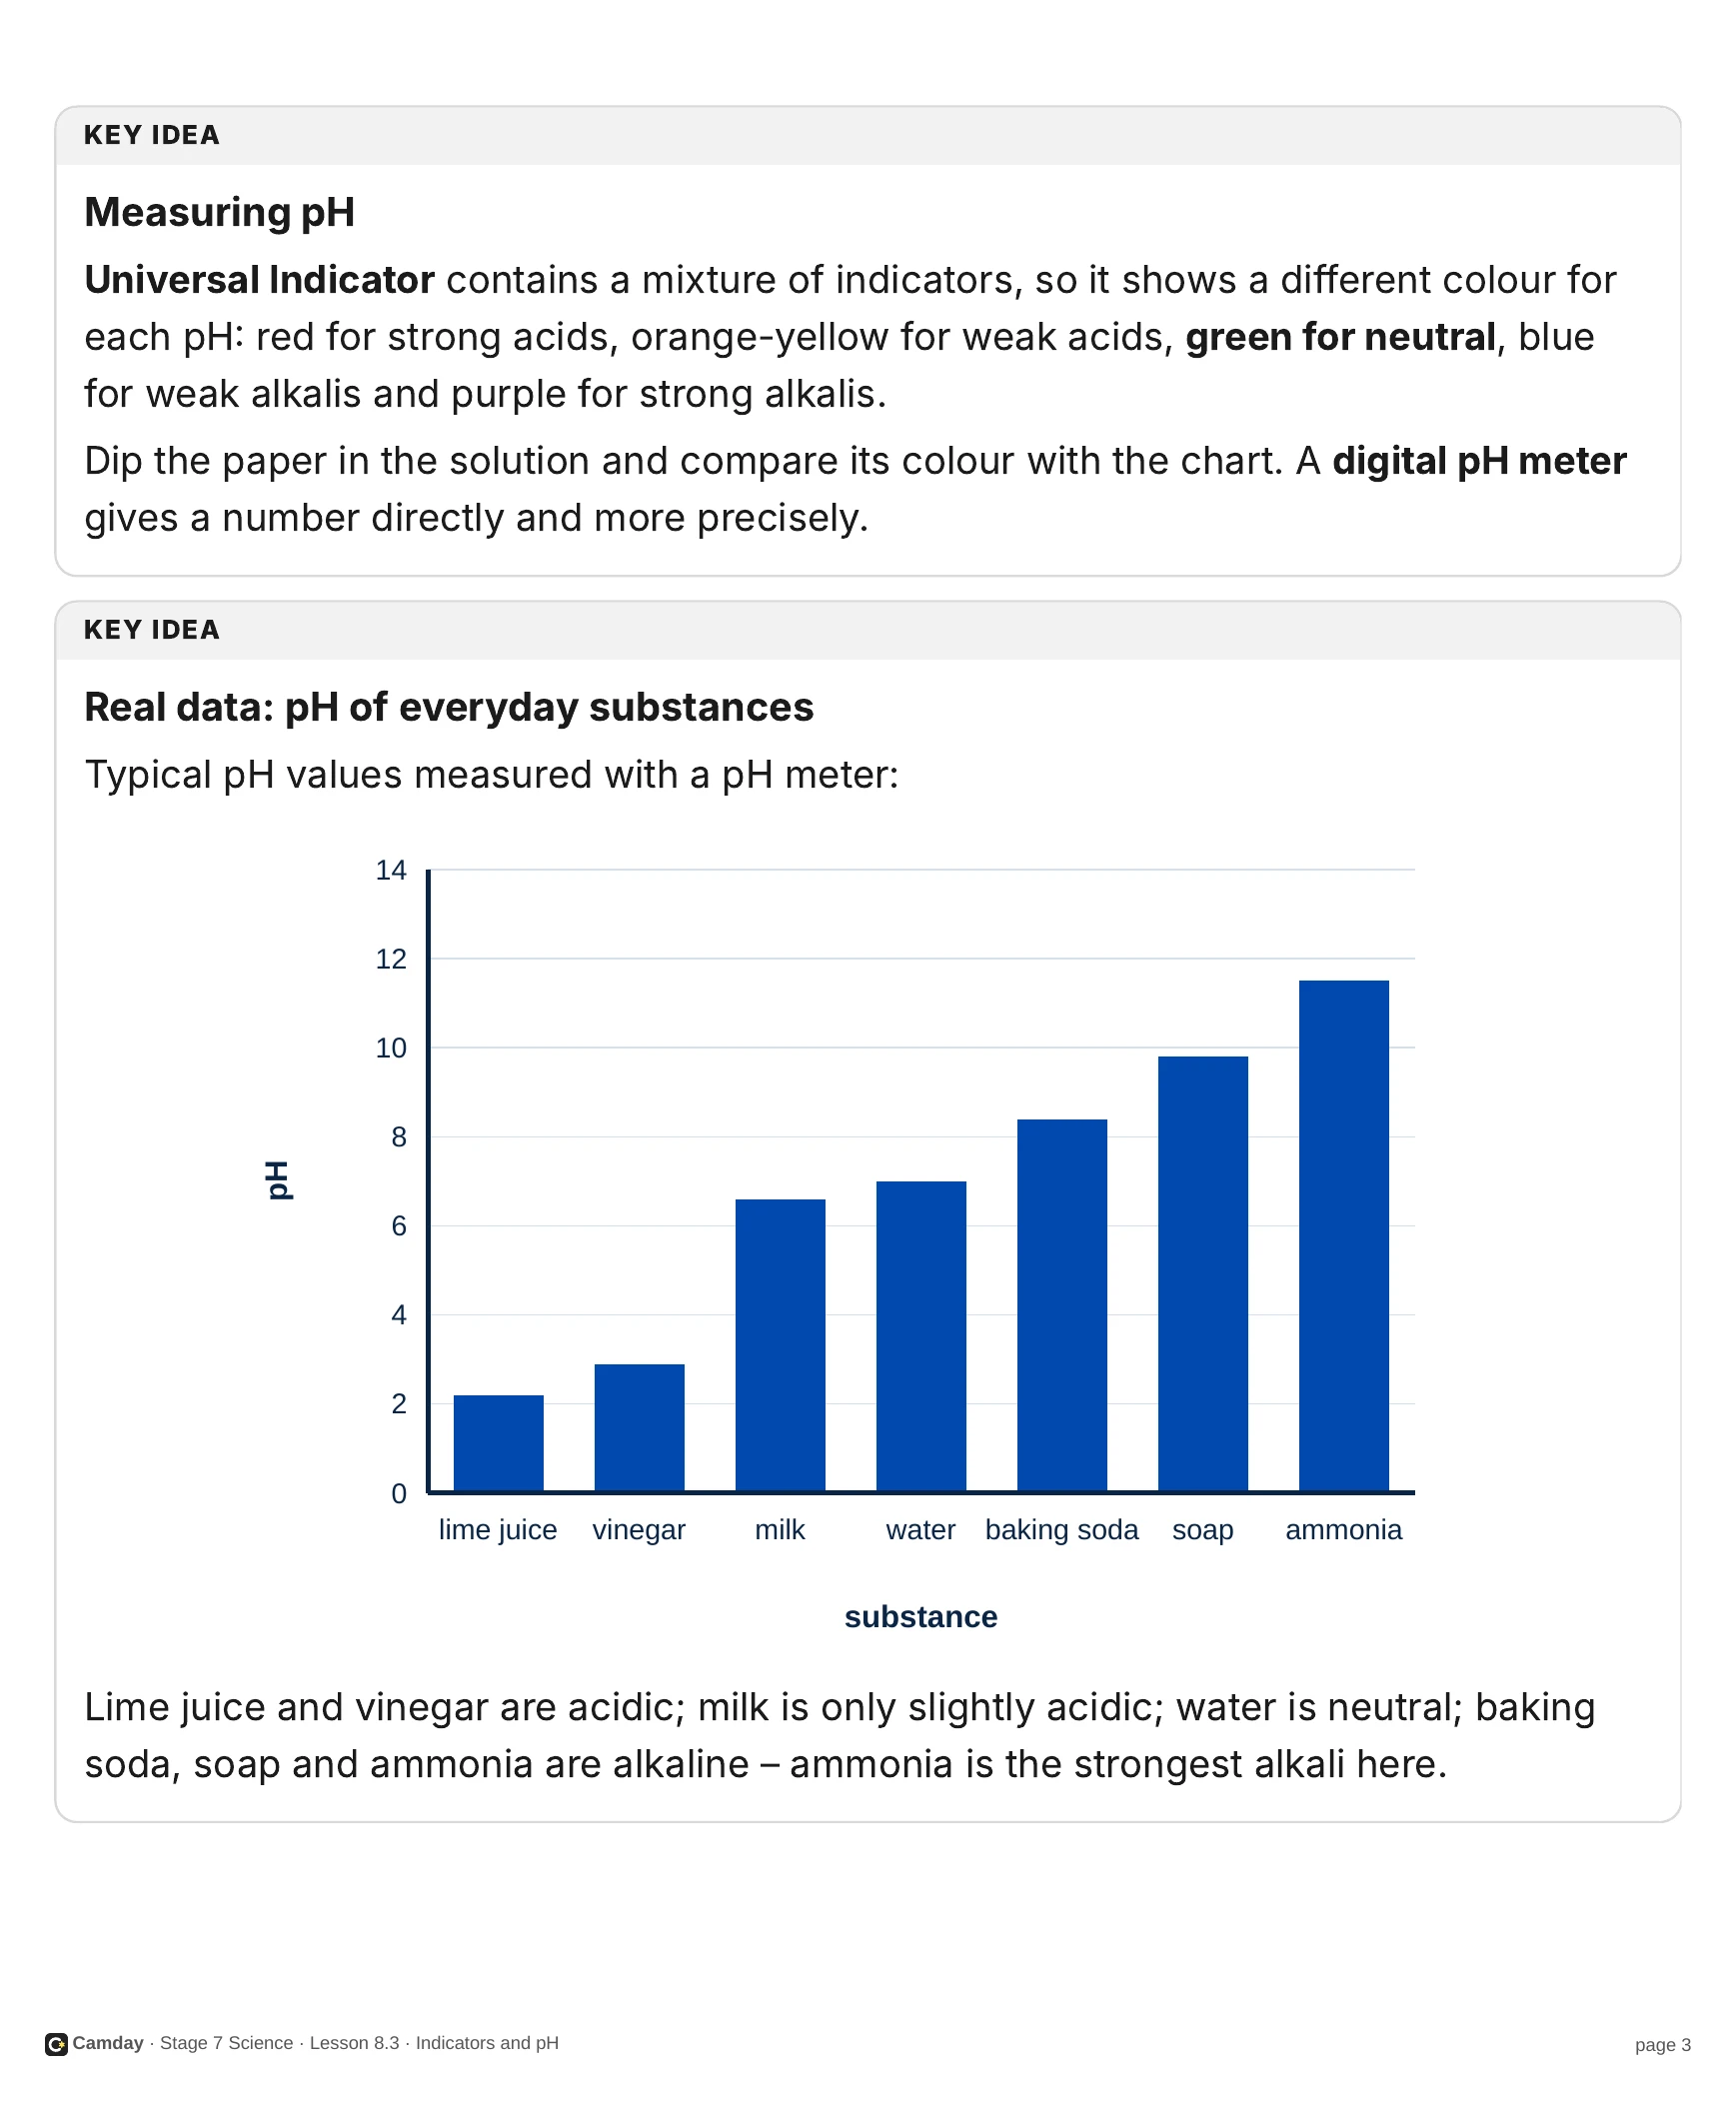 KEY IDEA
Measuring pH
Universal Indicator contains a mixture of indicators, so it shows a different colour for
each pH: red for strong acids, orange-yellow for weak acids, green for neutral, blue
for weak alkalis and purple for strong alkalis.
Dip the paper in the solution and compare its colour with the chart. A digital pH meter
gives a number directly and more precisely.
KEY IDEA
Real data: pH of everyday substances
Typical pH values measured with a pH meter:
14
12
10
8
6
4
2
0
pH
lime juice vinegar milk water baking soda soap ammonia
substance
Lime juice and vinegar are acidic; milk is only slightly acidic; water is neutral; baking
soda, soap and ammonia are alkaline – ammonia is the strongest alkali here.
Camday · Stage 7 Science · Lesson 8.3 · Indicators and pH
page 3